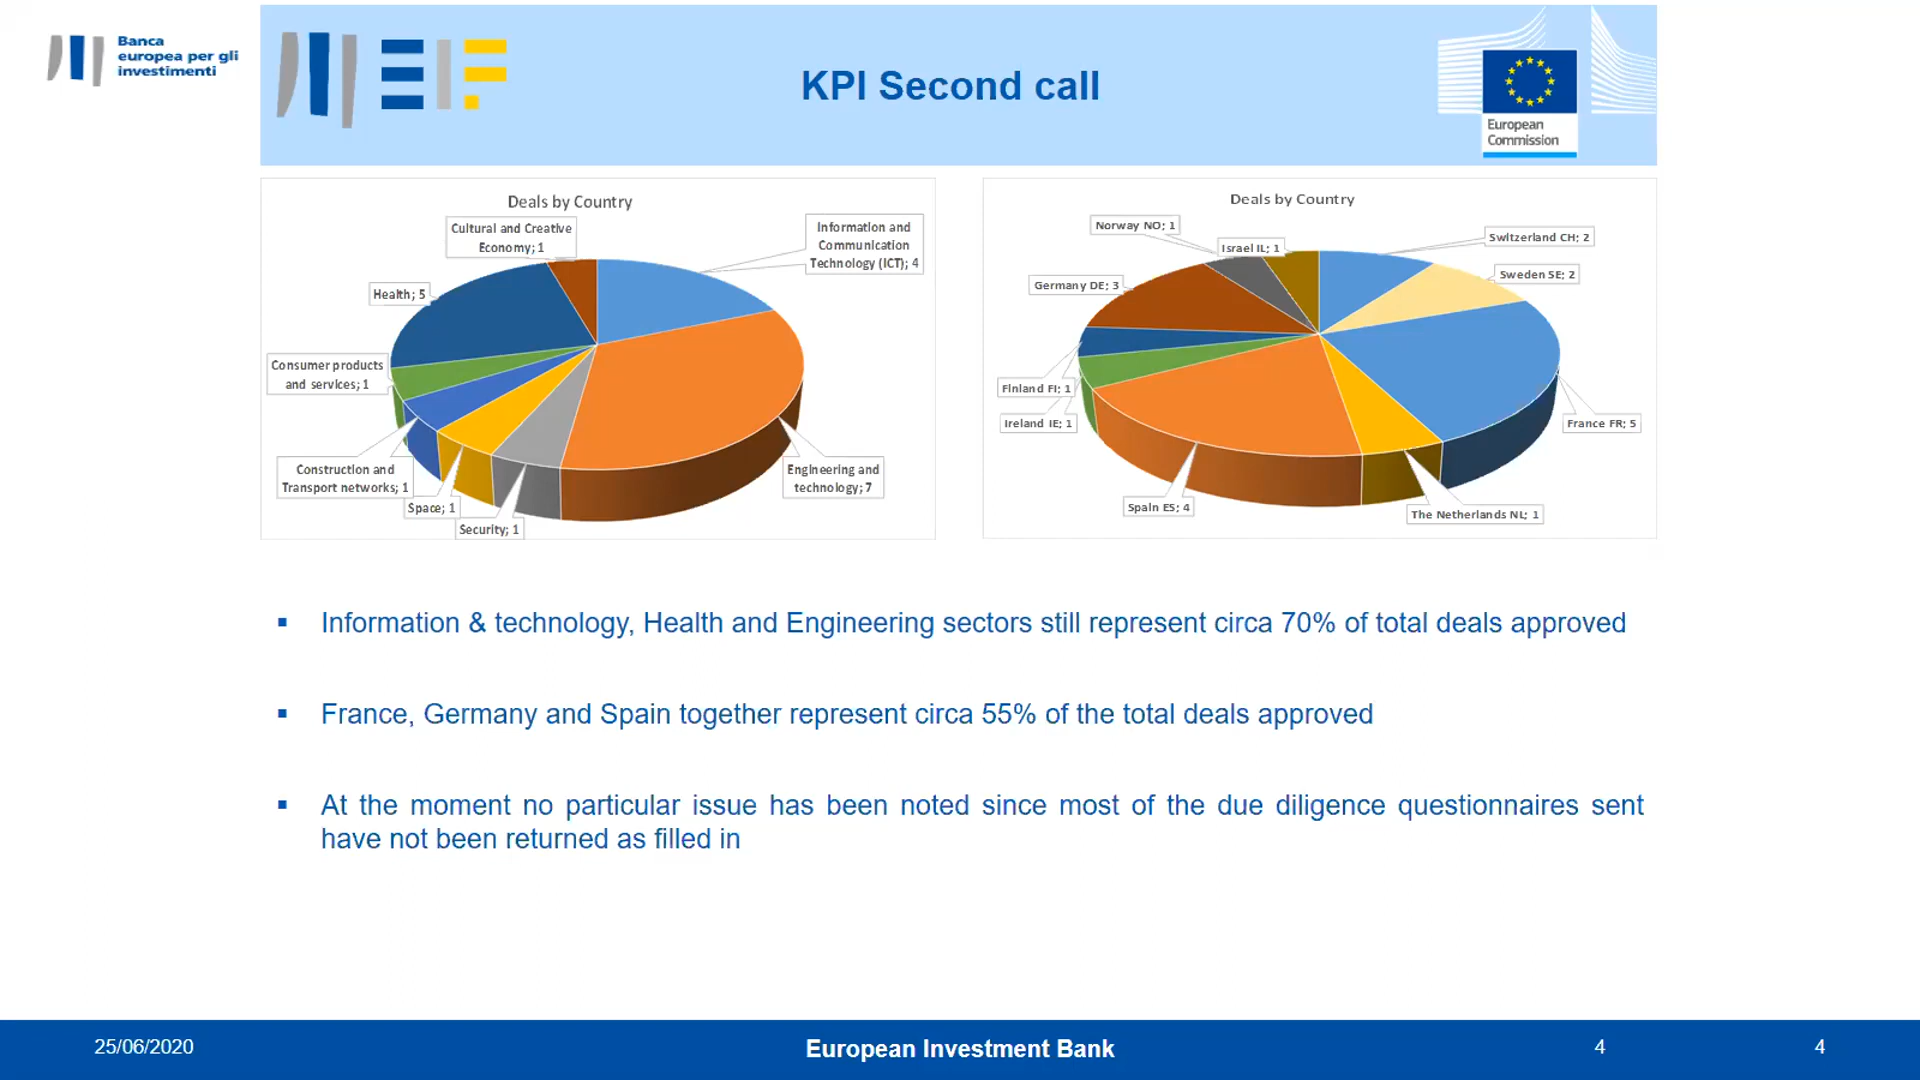 Banca
europea per gli
investimenti
KPI Second call
European
Commission
Deals by Country
Cultural and Creative
Economy; 1
Information and
Communication
Technology (ICT); 4
Health; 5
Consumer products
and services; 1
Construction and
Transport networks; 1
Space; 1
Security; 1
Engineering and
technology; 7
Deals by Country
Norway NO; 1
Israel IL; 1
Switzerland CH; 2
Sweden SE; 2
Germany DE; 3
Finland FI; 1
Ireland IE; 1
France FR; 5
Spain ES; 4
The Netherlands NL; 1
▪ Information & technology, Health and Engineering sectors still represent circa 70% of total deals approved
▪ France, Germany and Spain together represent circa 55% of the total deals approved
▪ At the moment no particular issue has been noted since most of the due diligence questionnaires sent
have not been returned as filled in
25/06/2020
European Investment Bank
4
4